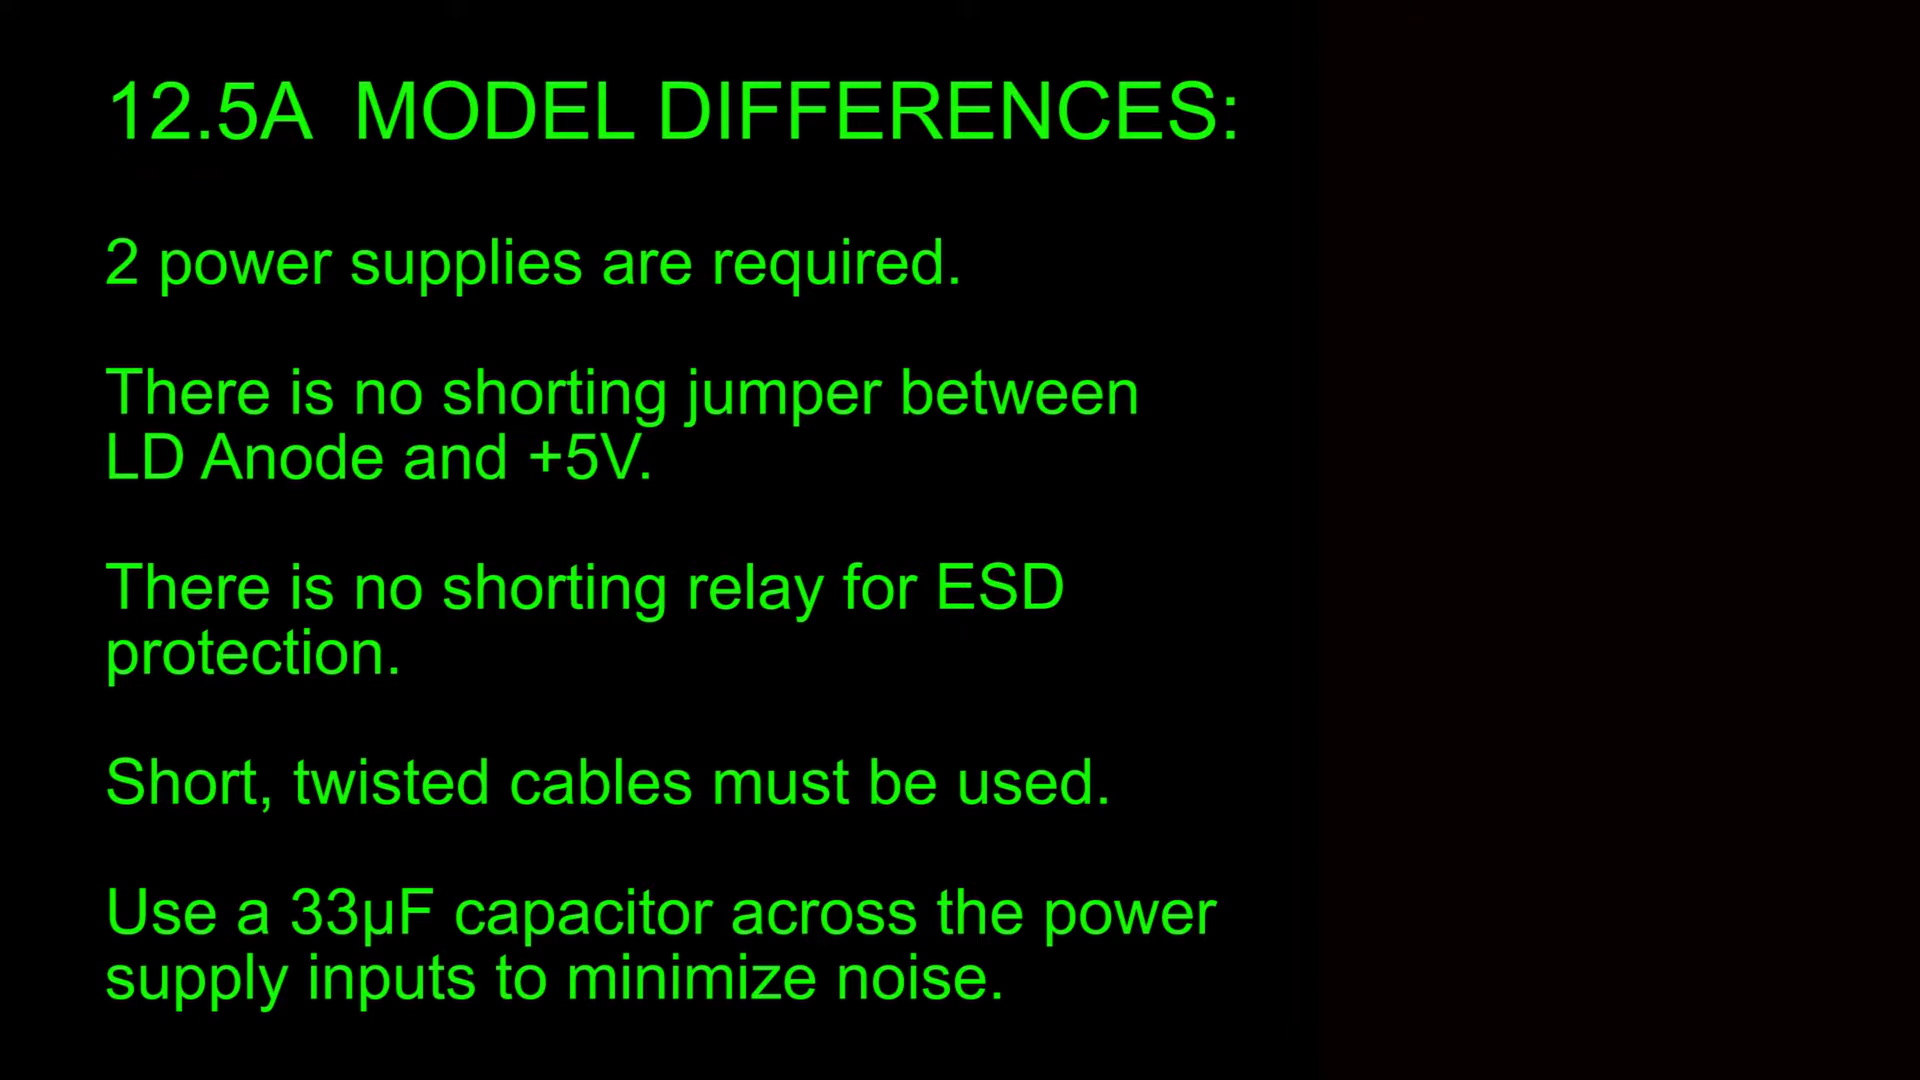 12.5A  MODEL DIFFERENCES:
2 power supplies are required.
There is no shorting jumper between
LD Anode and +5V.
There is no shorting relay for ESD
protection.
Short, twisted cables must be used.
Use a 33µF capacitor across the power
supply inputs to minimize noise.